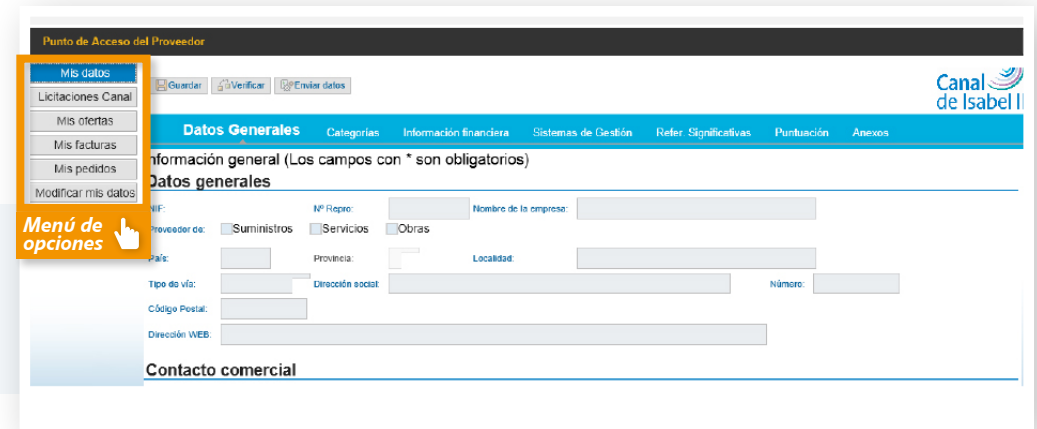 Punto de Acceso del Proveedor
Mis datos
Licitaciones Canal
Mis ofertas
Mis facturas
Mis pedidos
Modificar mis datos
Menú de
opciones
Guardar Verificar Enviar datos
Canal
de Isabel II
Datos Generales Categorías Información financiera Sistemas de Gestión Refer. Significativas Puntuación Anexos
nformación general (Los campos con * son obligatorios)
Datos generales
NIF: Nº Repro: Nombre de la empresa:
Proveedor de: Suministros Servicios Obras
País: Provincia: Localidad:
Tipo de vía: Dirección social: Número:
Código Postal:
Dirección WEB:
Contacto comercial